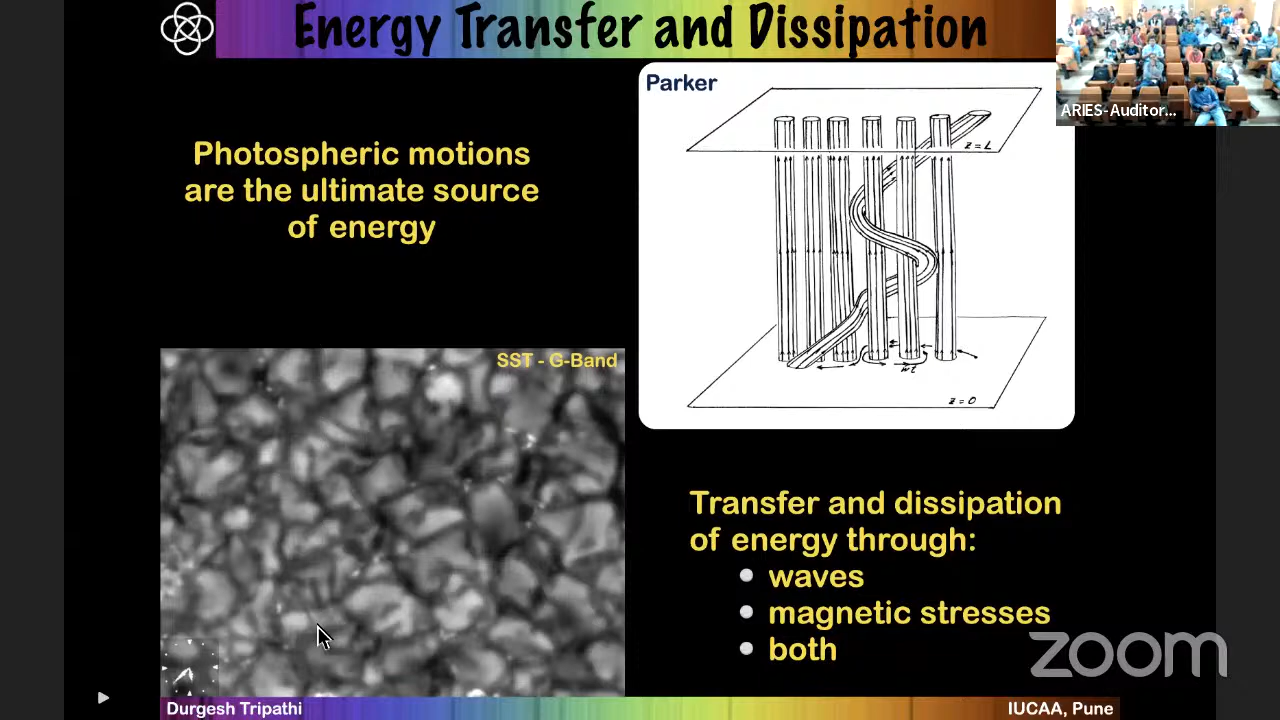 Energy Transfer and Dissipation
ARIES-Auditor...
Photospheric motions
are the ultimate source
of energy
Parker
z = L
wt
z = 0
SST - G-Band
Transfer and dissipation
of energy through:
waves
magnetic stresses
both
zoom
Durgesh Tripathi
IUCAA, Pune